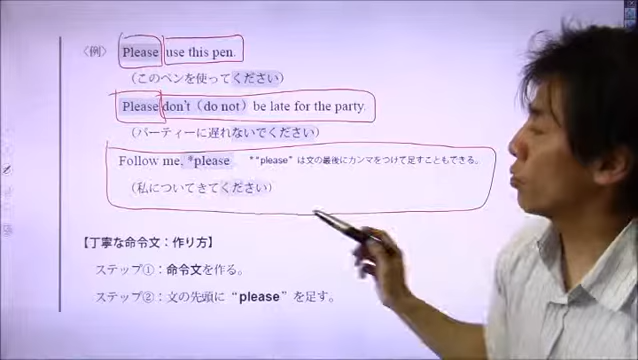 〈例〉 Please use this pen.
（このペンを使ってください）
Please don't（do not）be late for the party.
（パーティーに遅れないでください）
Follow me, *please *"please" は文の最後にカンマをつけて足すこともできる。
（私についてきてください）
【丁寧な命令文：作り方】
ステップ①：命令文を作る。
ステップ②：文の先頭に “please” を足す。